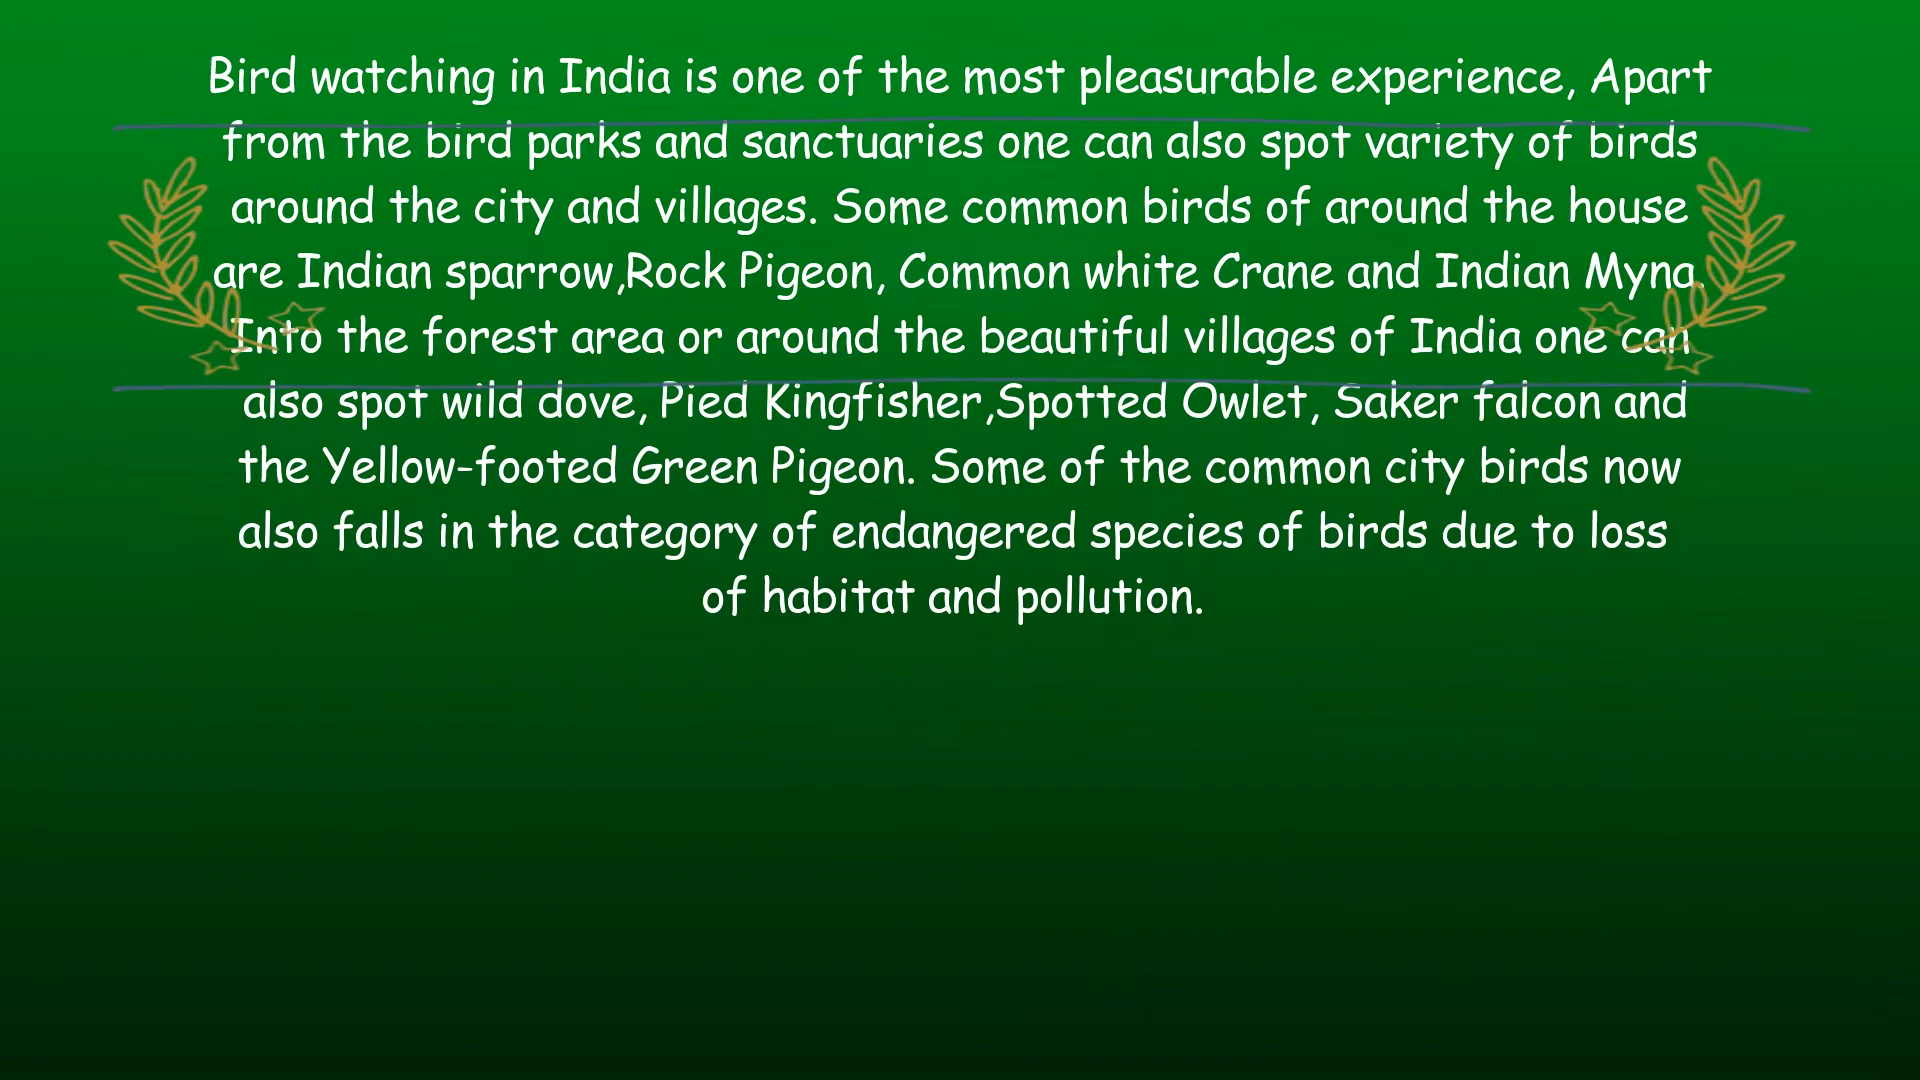 Bird watching in India is one of the most pleasurable experience, Apart
from the bird parks and sanctuaries one can also spot variety of birds
around the city and villages. Some common birds of around the house
are Indian sparrow,Rock Pigeon, Common white Crane and Indian Myna.
Into the forest area or around the beautiful villages of India one can
also spot wild dove, Pied Kingfisher,Spotted Owlet, Saker falcon and
the Yellow-footed Green Pigeon. Some of the common city birds now
also falls in the category of endangered species of birds due to loss
of habitat and pollution.